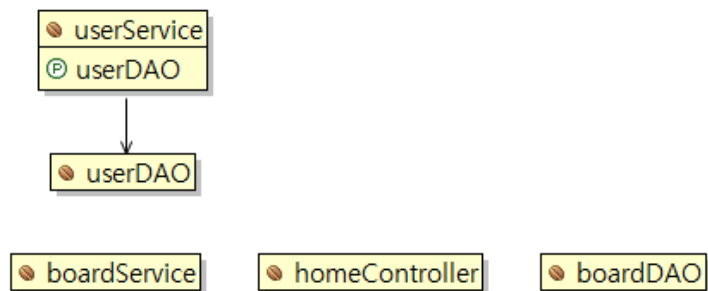 userService
userDAO
userDAO
boardService
homeController
boardDAO